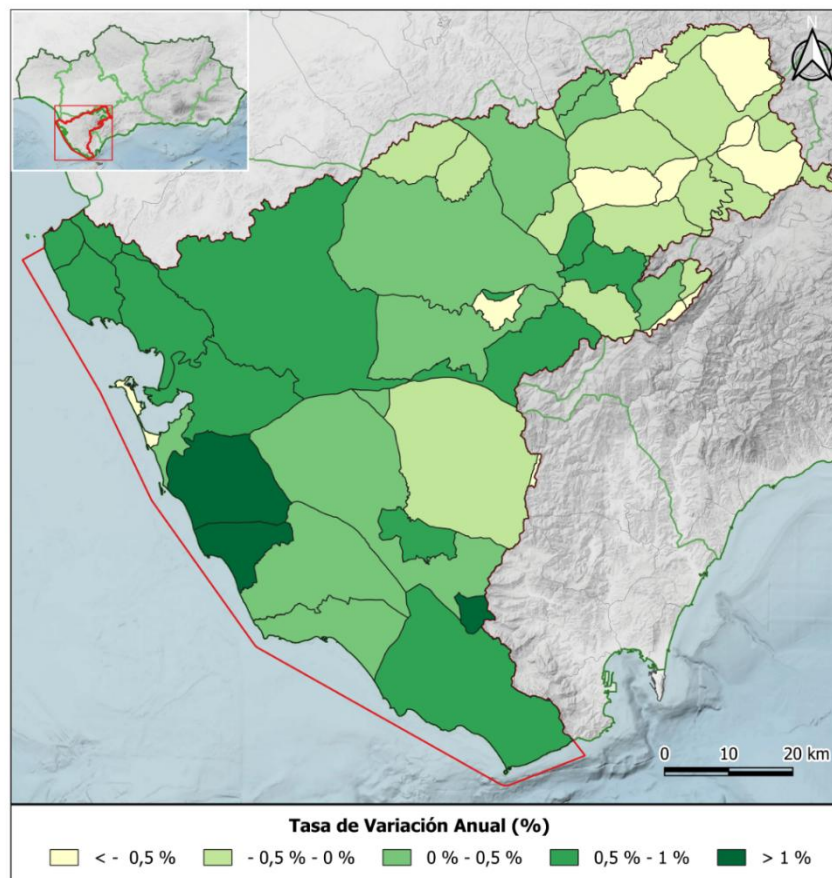 N
0 10 20 km
Tasa de Variación Anual (%)
< - 0,5 % - 0,5 % - 0 % 0 % - 0,5 % 0,5 % - 1 % > 1 %